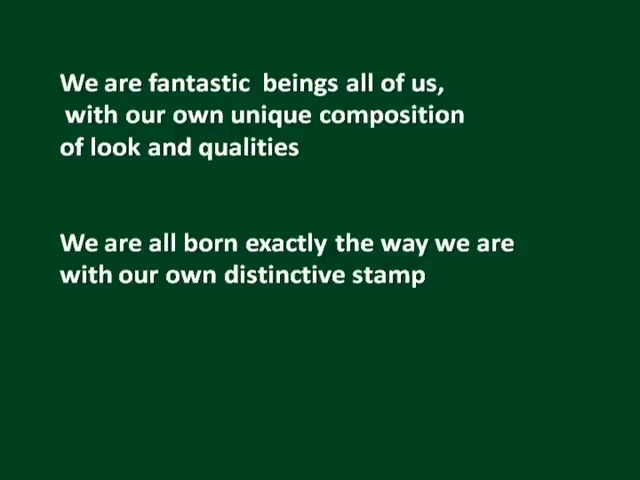 We are fantastic  beings all of us,
with our own unique composition
of look and qualities
We are all born exactly the way we are
with our own distinctive stamp